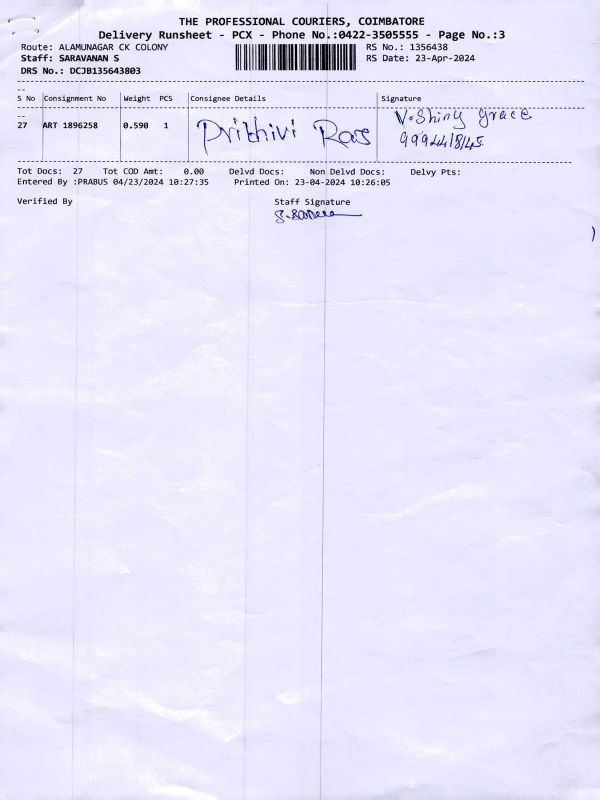 THE PROFESSIONAL COURIERS, COIMBATORE
Delivery Runsheet - PCX - Phone No.:0422-3505555 - Page No.:3
Route: ALAMUNAGAR CK COLONY RS No.: 1356438
Staff: SARAVANAN S RS Date: 23-Apr-2024
DRS No.: DCJB135643803
S No Consignment No Weight PCS Consignee Details Signature
27 ART 1896258 0.590 1 Prithivi Raj V. Shiny grace
Tot Docs: 27 Tot COD Amt: 0.00 Delvd Docs: Non Delvd Docs: Delvy Pts:
Entered By :PRABUS 04/23/2024 10:27:35 Printed On: 23-04-2024 10:26:05
Verified By Staff Signature